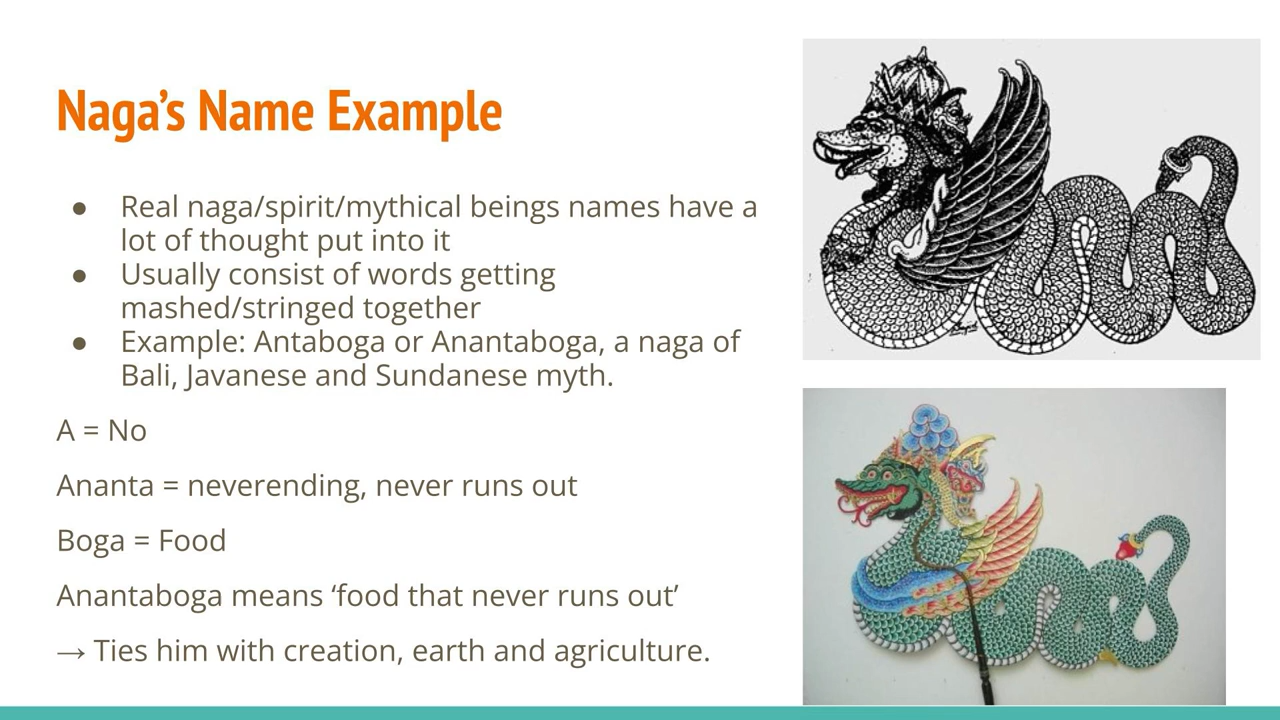 Naga’s Name Example
● Real naga/spirit/mythical beings names have a
lot of thought put into it
● Usually consist of words getting
mashed/stringed together
● Example: Antaboga or Anantaboga, a naga of
Bali, Javanese and Sundanese myth.
A = No
Ananta = neverending, never runs out
Boga = Food
Anantaboga means ‘food that never runs out’
→ Ties him with creation, earth and agriculture.